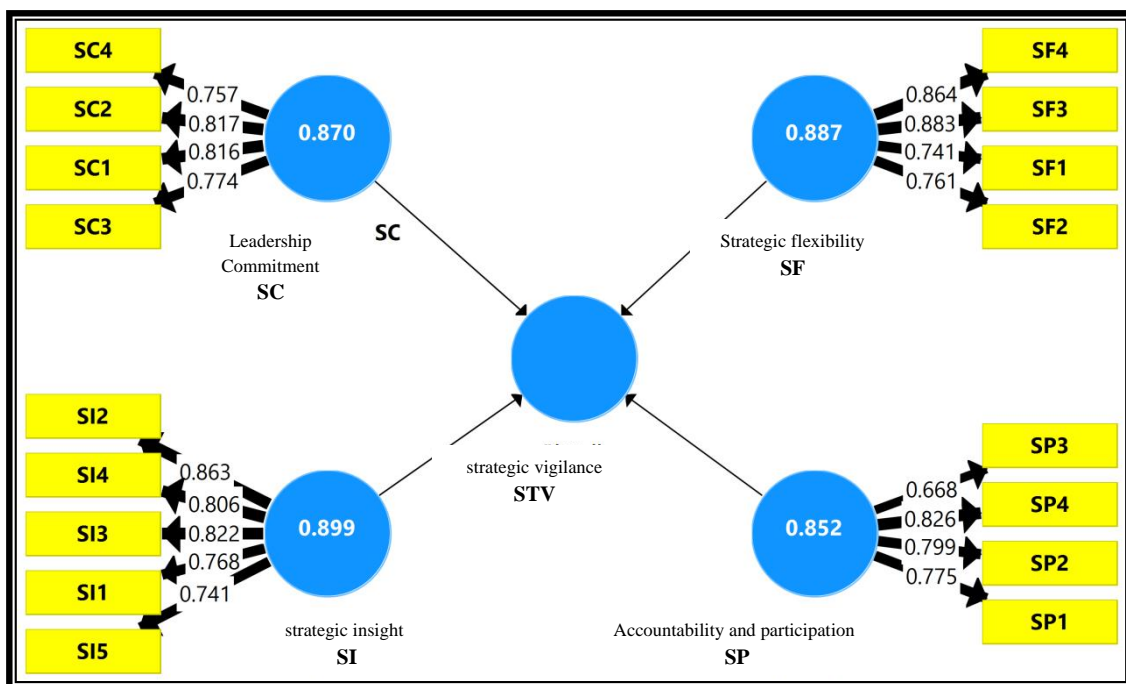 SC4
SC2
SC1
SC3
0.757
0.817
0.816
0.774
0.870
Leadership
Commitment
SC
SC
SF4
SF3
SF1
SF2
0.864
0.883
0.741
0.761
0.887
Strategic flexibility
SF
strategic vigilance
STV
SI2
SI4
SI3
SI1
SI5
0.863
0.806
0.822
0.768
0.741
0.899
strategic insight
SI
SP3
SP4
SP2
SP1
0.668
0.826
0.799
0.775
0.852
Accountability and participation
SP